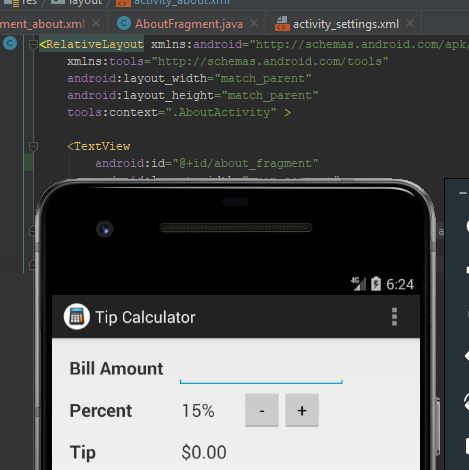 res
layout
activity_about.xml
ment_about.xml
AboutFragment.java
activity_settings.xml
<RelativeLayout xmlns:android="http://schemas.android.com/apk/
xmlns:tools="http://schemas.android.com/tools"
android:layout_width="match_parent"
android:layout_height="match_parent"
tools:context=".AboutActivity" >
<TextView
android:id="@+id/about_fragment"
4G
6:24
Tip Calculator
Bill Amount
Percent 15% - +
Tip $0.00